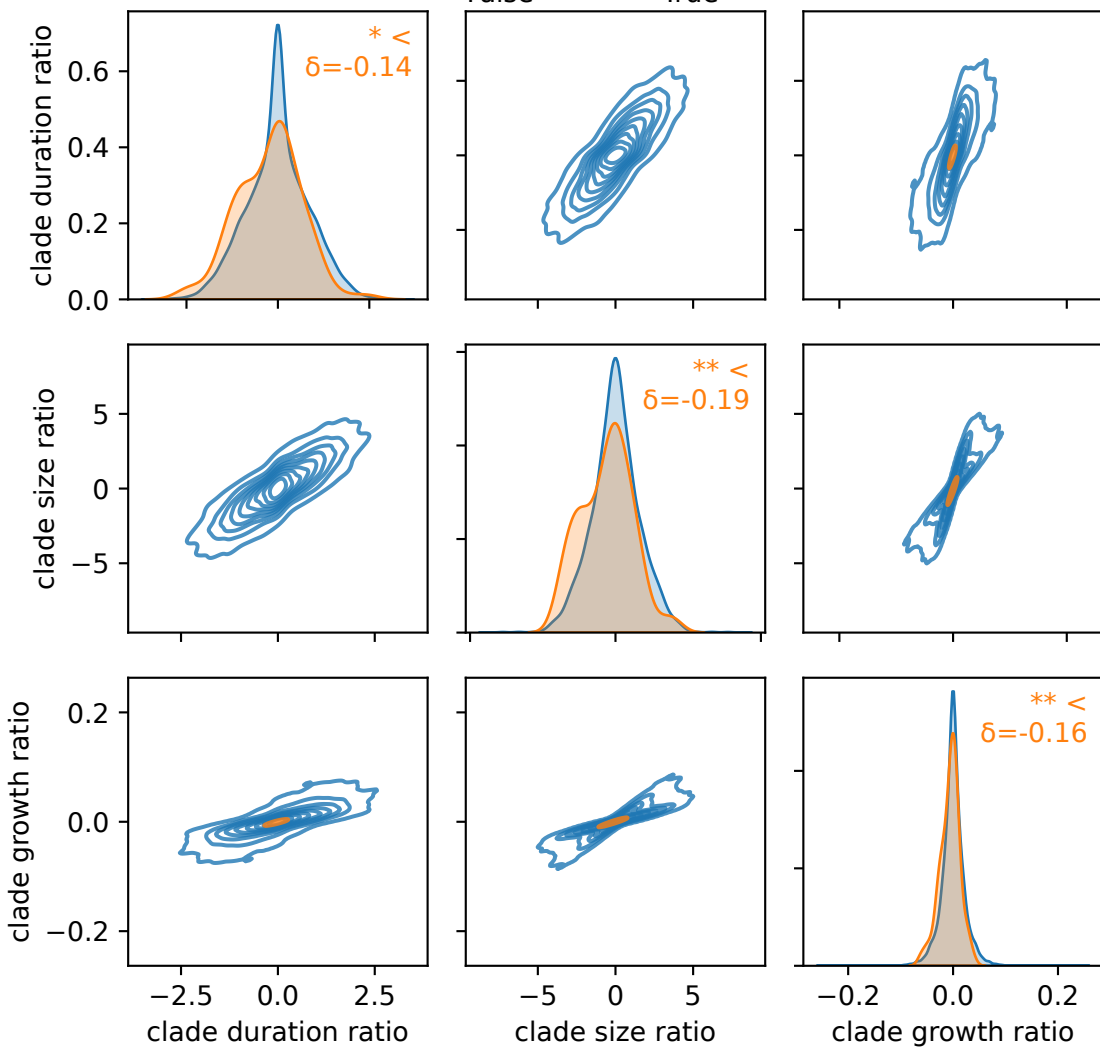 True
* <
δ=-0.14
clade duration ratio
0.6
0.4
0.2
0.0
** <
δ=-0.19
clade size ratio
5
0
−5
** <
δ=-0.16
clade growth ratio
0.2
0.0
−0.2
−2.5 0.0 2.5 −5 0 5 −0.2 0.0 0.2
clade duration ratio clade size ratio clade growth ratio